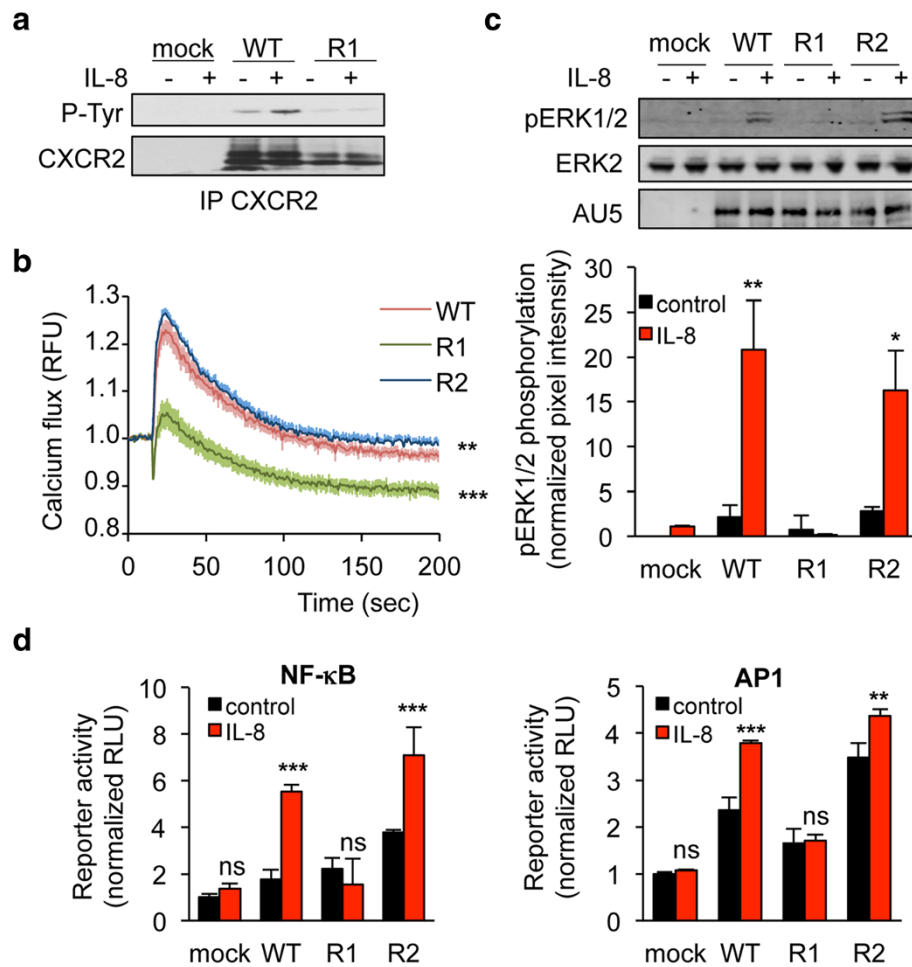 a
mock WT R1
IL-8 - + - + - +
P-Tyr
CXCR2
IP CXCR2
c
mock WT R1 R2
IL-8 - + - + - + - +
pERK1/2
ERK2
AU5
b
Calcium flux (RFU)
1.3
1.2
1.1
1.0
0.9
0.8
WT
R1
R2
**
***
0 50 100 150 200
Time (sec)
pERK1/2 phosphorylation
(normalized pixel intesnsity)
30
25
20
15
10
5
0
control
IL-8
**
*
mock WT R1 R2
d
NF-κB
Reporter activity
(normalized RLU)
10
8
6
4
2
0
control
IL-8
ns
***
ns
***
mock WT R1 R2
AP1
Reporter activity
(normalized RLU)
5
4
3
2
1
0
control
IL-8
ns
***
ns
**
mock WT R1 R2